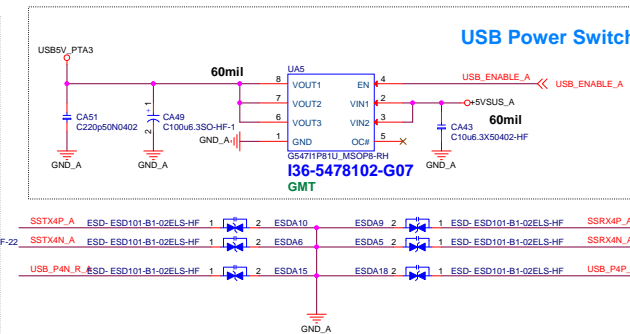 USB Power Switch
USB5V_PTA3
60mil
UA5
8 VOUT1 EN 4 USB_ENABLE_A USB_ENABLE_A
7 VOUT2 VIN1 2 +5VSUS_A
60mil
6 VOUT3 VIN2 3
GND_A 1 GND OC# 5
CA51
C220p50N0402
1
+
2
CA49
C100u6.3SO-HF-1
CA43
C10u6.3X50402-HF
GND_A GND_A GND_A
G547I1P81U_MSOP8-RH
I36-5478102-G07
GMT
SSTX4P_A ESD- ESD101-B1-02ELS-HF 1 2 ESDA10 ESDA9 2 1 ESD- ESD101-B1-02ELS-HF SSRX4P_A
F-22 SSTX4N_A ESD- ESD101-B1-02ELS-HF 1 2 ESDA6 ESDA5 2 1 ESD- ESD101-B1-02ELS-HF SSRX4N_A
USB_P4N_R_A ESD- ESD101-B1-02ELS-HF 1 2 ESDA15 ESDA18 2 1 ESD- ESD101-B1-02ELS-HF USB_P4P_
GND_A